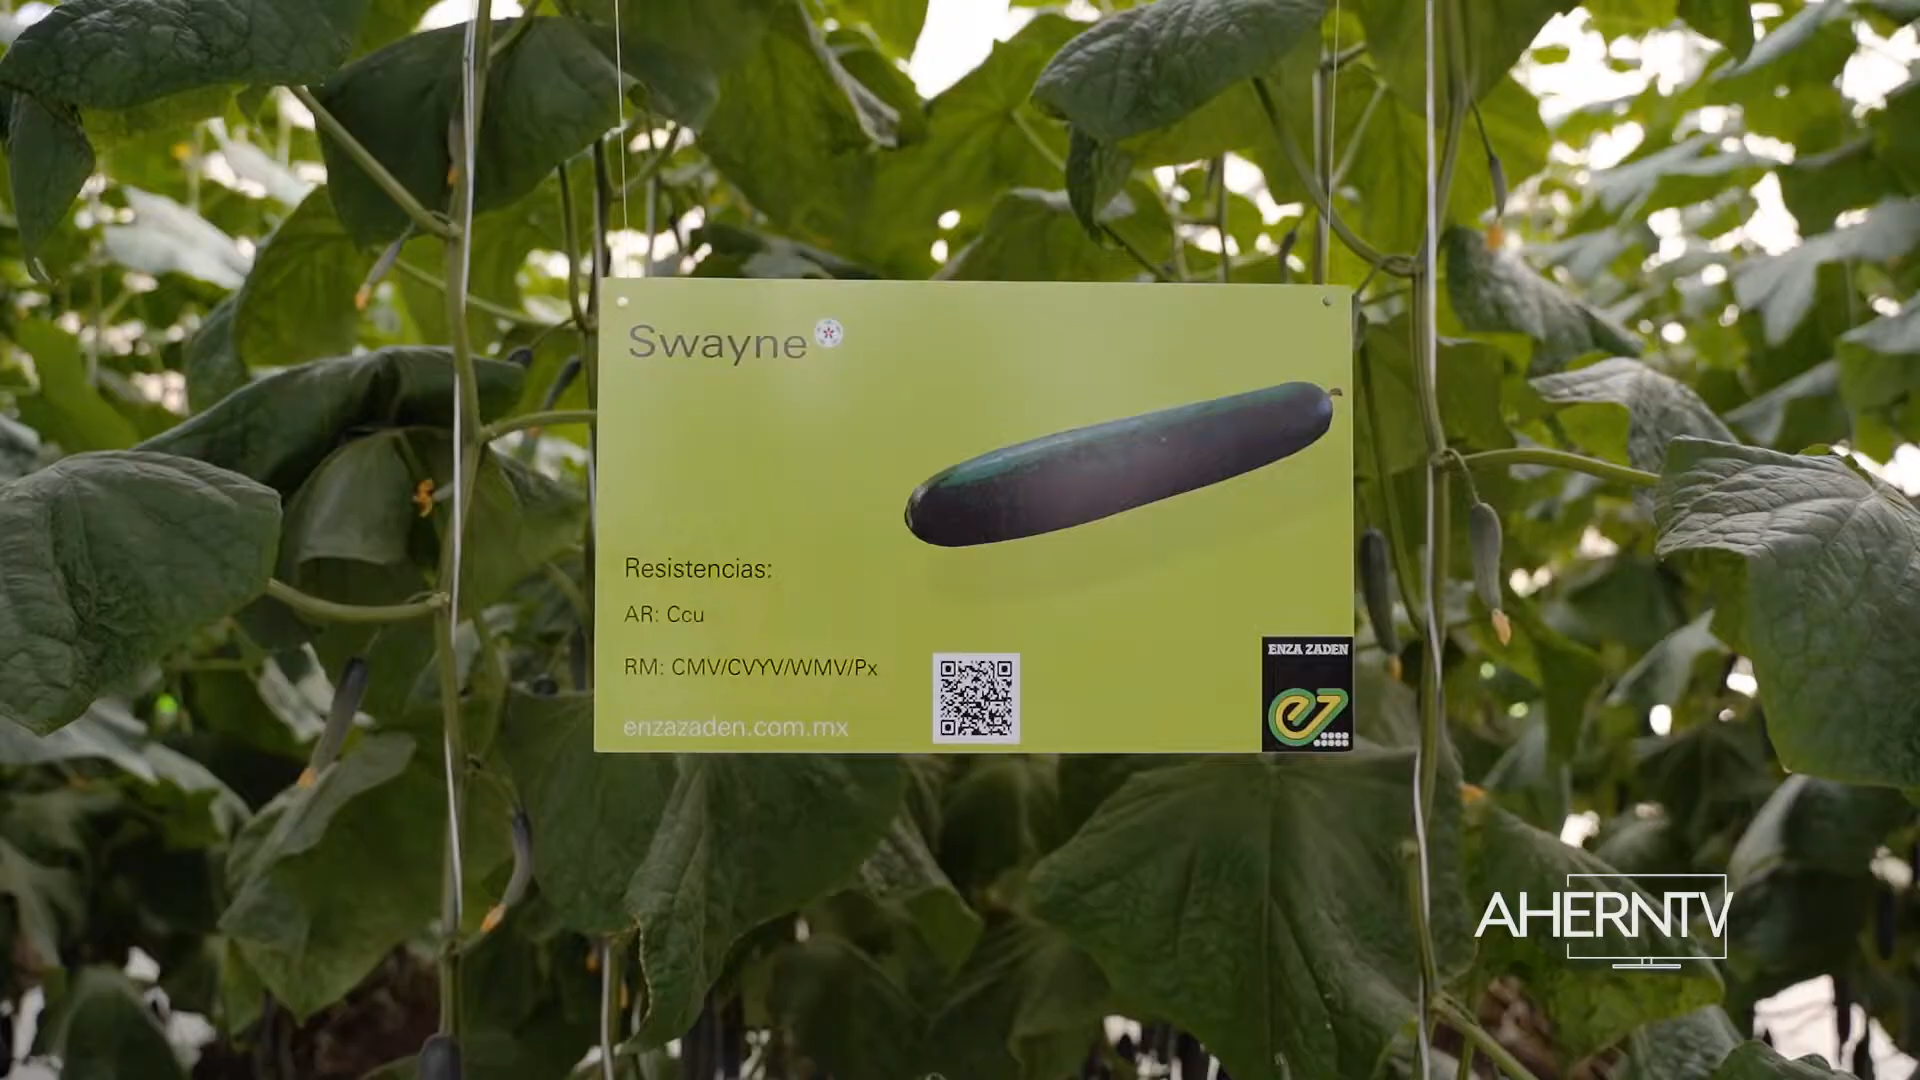 Swayne
Resistencias:
AR: Ccu
RM: CMV/CVYV/WMV/Px
enzazaden.com.mx
ENZA ZADEN
AHERNTV